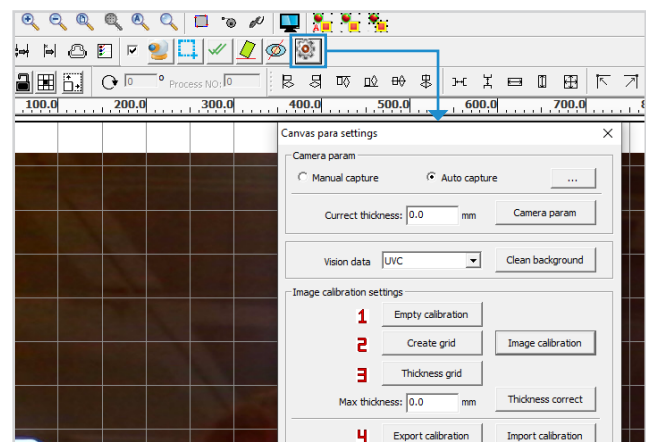 0 ° Process NO: 0
100.0 200.0 300.0 400.0 500.0 600.0 700.0 8
Canvas para settings
Camera param
Manual capture Auto capture ...
Currect thickness: 0.0 mm Camera param
Vision data UVC Clean background
Image calibration settings
1 Empty calibration
2 Create grid Image calibration
3 Thickness grid
Max thickness: 0.0 mm Thickness correct
4 Export calibration Import calibration